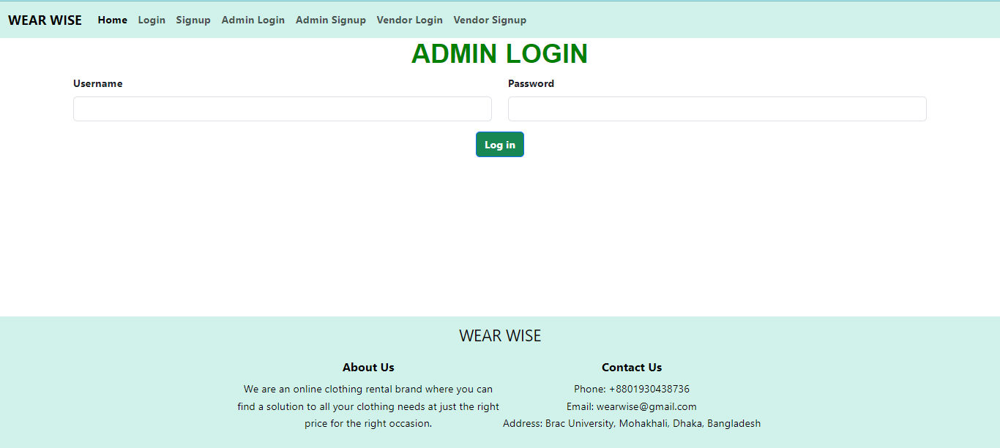 WEAR WISE Home Login Signup Admin Login Admin Signup Vendor Login Vendor Signup
ADMIN LOGIN
Username Password
Log in
WEAR WISE
About Us
We are an online clothing rental brand where you can
find a solution to all your clothing needs at just the right
price for the right occasion.
Contact Us
Phone: +8801930438736
Email: wearwise@gmail.com
Address: Brac University, Mohakhali, Dhaka, Bangladesh